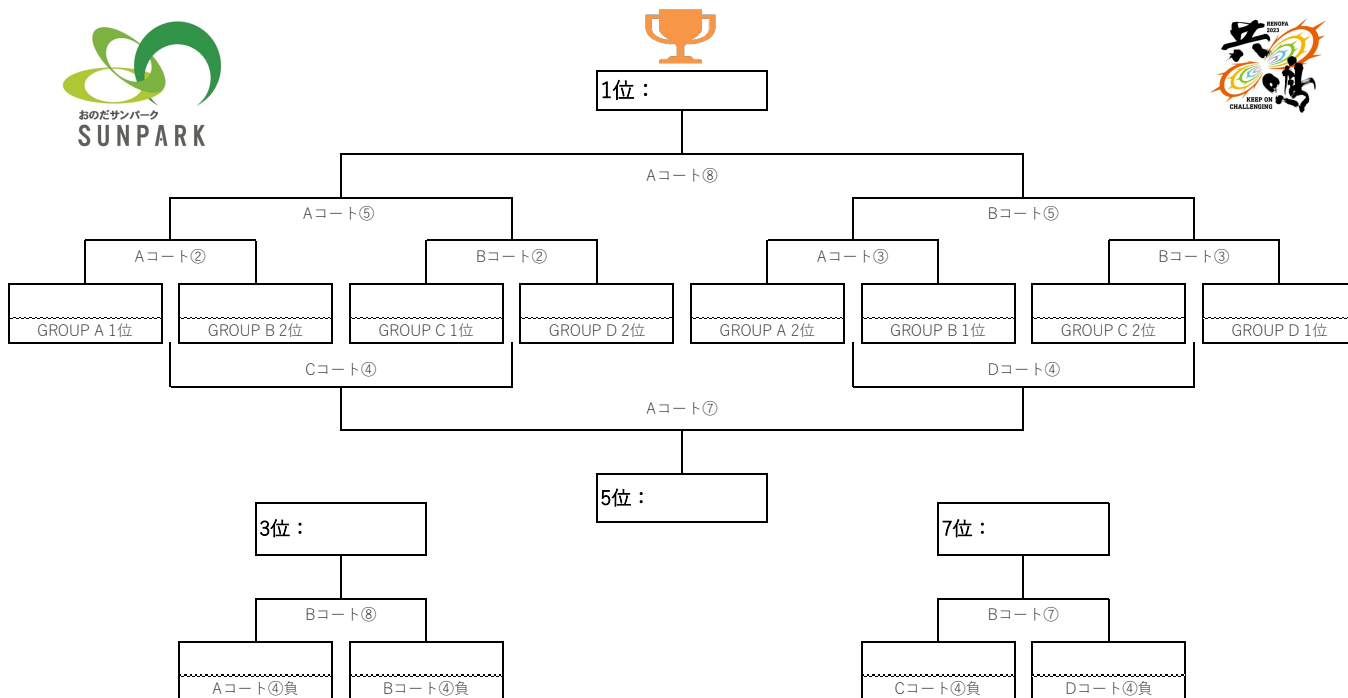 おのだサンパーク
SUNPARK
RENOFA
2023
共鳴
KEEP ON
CHALLENGING
1位：
Aコート⑧
Aコート⑤
Bコート⑤
Aコート②
Bコート②
Aコート③
Bコート③
GROUP A 1位
GROUP B 2位
GROUP C 1位
GROUP D 2位
GROUP A 2位
GROUP B 1位
GROUP C 2位
GROUP D 1位
Cコート④
Dコート④
Aコート⑦
5位：
3位：
7位：
Bコート⑧
Bコート⑦
Aコート④負
Bコート④負
Cコート④負
Dコート④負